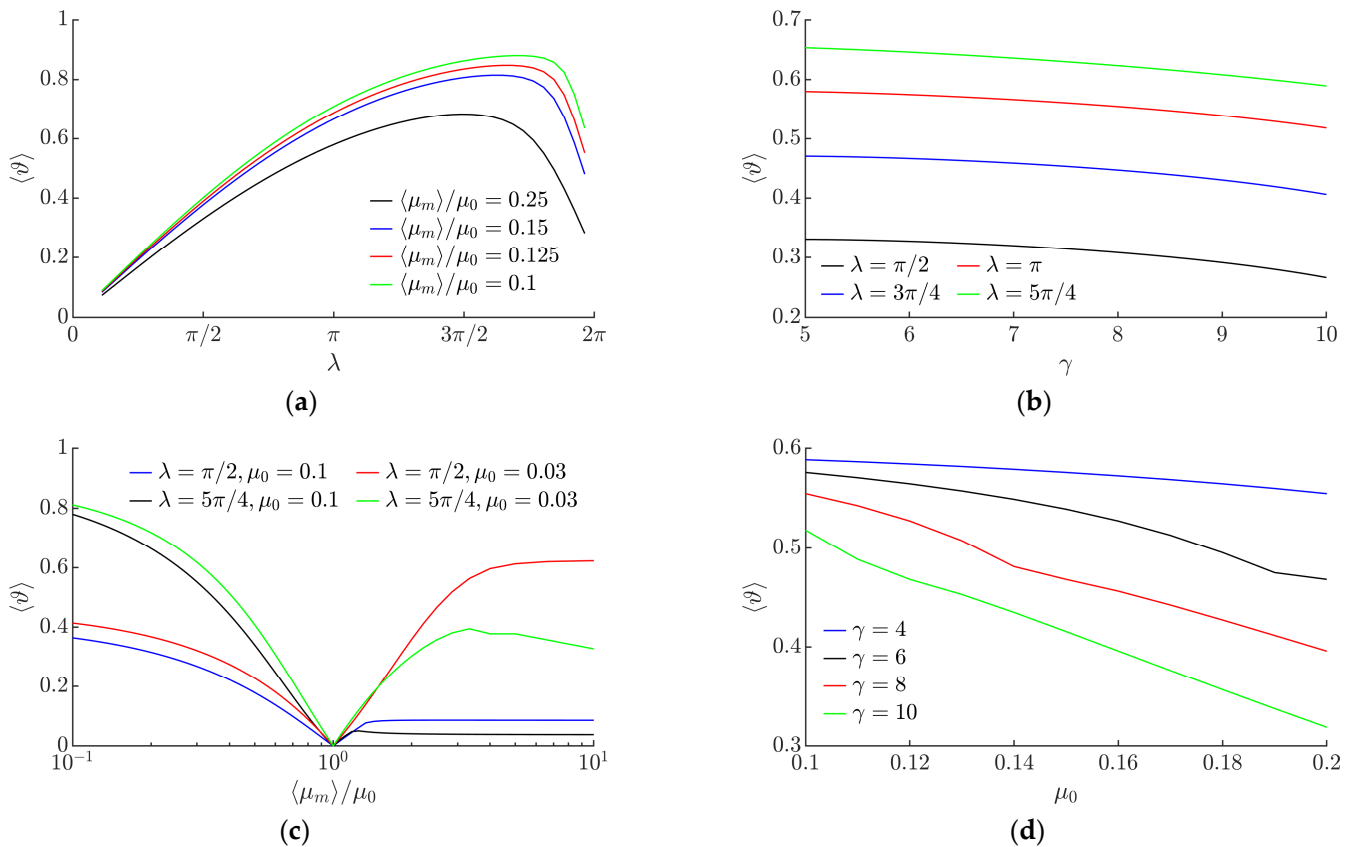 1
0.8
0.6
0.4
0.2
0
⟨ϑ⟩
0 π/2 π 3π/2 2π
λ
⟨μm⟩/μ0 = 0.25
⟨μm⟩/μ0 = 0.15
⟨μm⟩/μ0 = 0.125
⟨μm⟩/μ0 = 0.1
(a)
0.7
0.6
0.5
0.4
0.3
0.2
⟨ϑ⟩
λ = π/2 λ = π
λ = 3π/4 λ = 5π/4
5 6 7 8 9 10
γ
(b)
1
0.8
0.6
0.4
0.2
0
⟨ϑ⟩
λ = π/2, μ0 = 0.1 λ = π/2, μ0 = 0.03
λ = 5π/4, μ0 = 0.1 λ = 5π/4, μ0 = 0.03
10⁻¹ 10⁰ 10¹
⟨μm⟩/μ0
(c)
0.6
0.5
0.4
0.3
⟨ϑ⟩
γ = 4
γ = 6
γ = 8
γ = 10
0.1 0.12 0.14 0.16 0.18 0.2
μ0
(d)